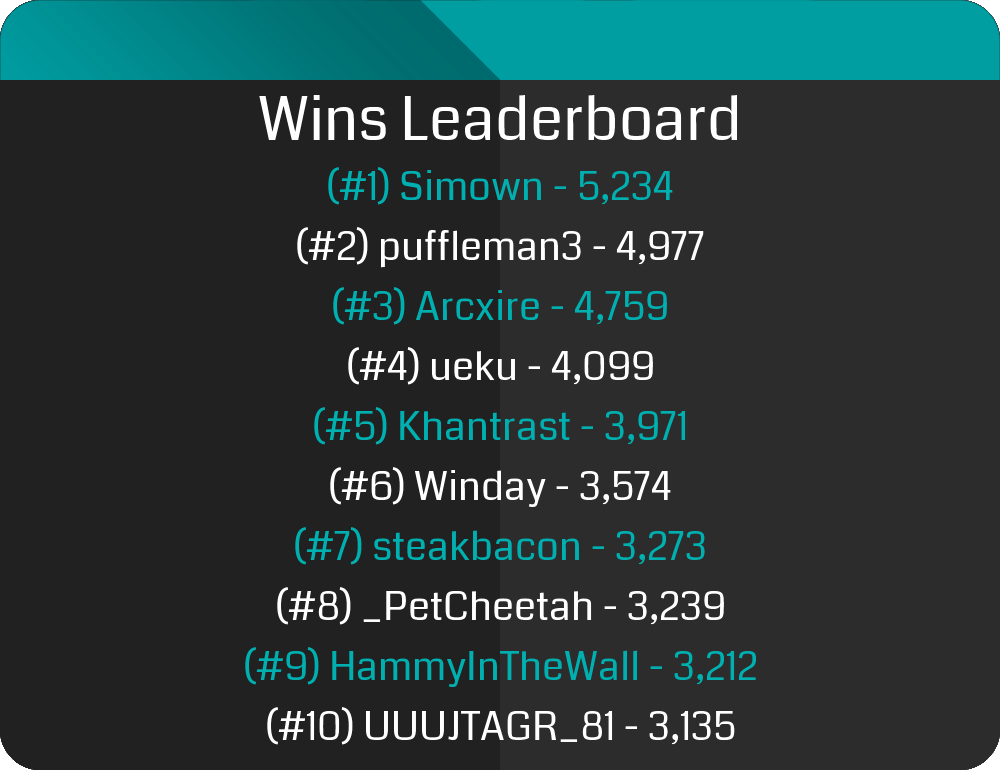 Wins Leaderboard
(#1) Simown - 5,234
(#2) puffleman3 - 4,977
(#3) Arcxire - 4,759
(#4) ueku - 4,099
(#5) Khantrast - 3,971
(#6) Winday - 3,574
(#7) steakbacon - 3,273
(#8) _PetCheetah - 3,239
(#9) HammyInTheWall - 3,212
(#10) UUUJTAGR_81 - 3,135